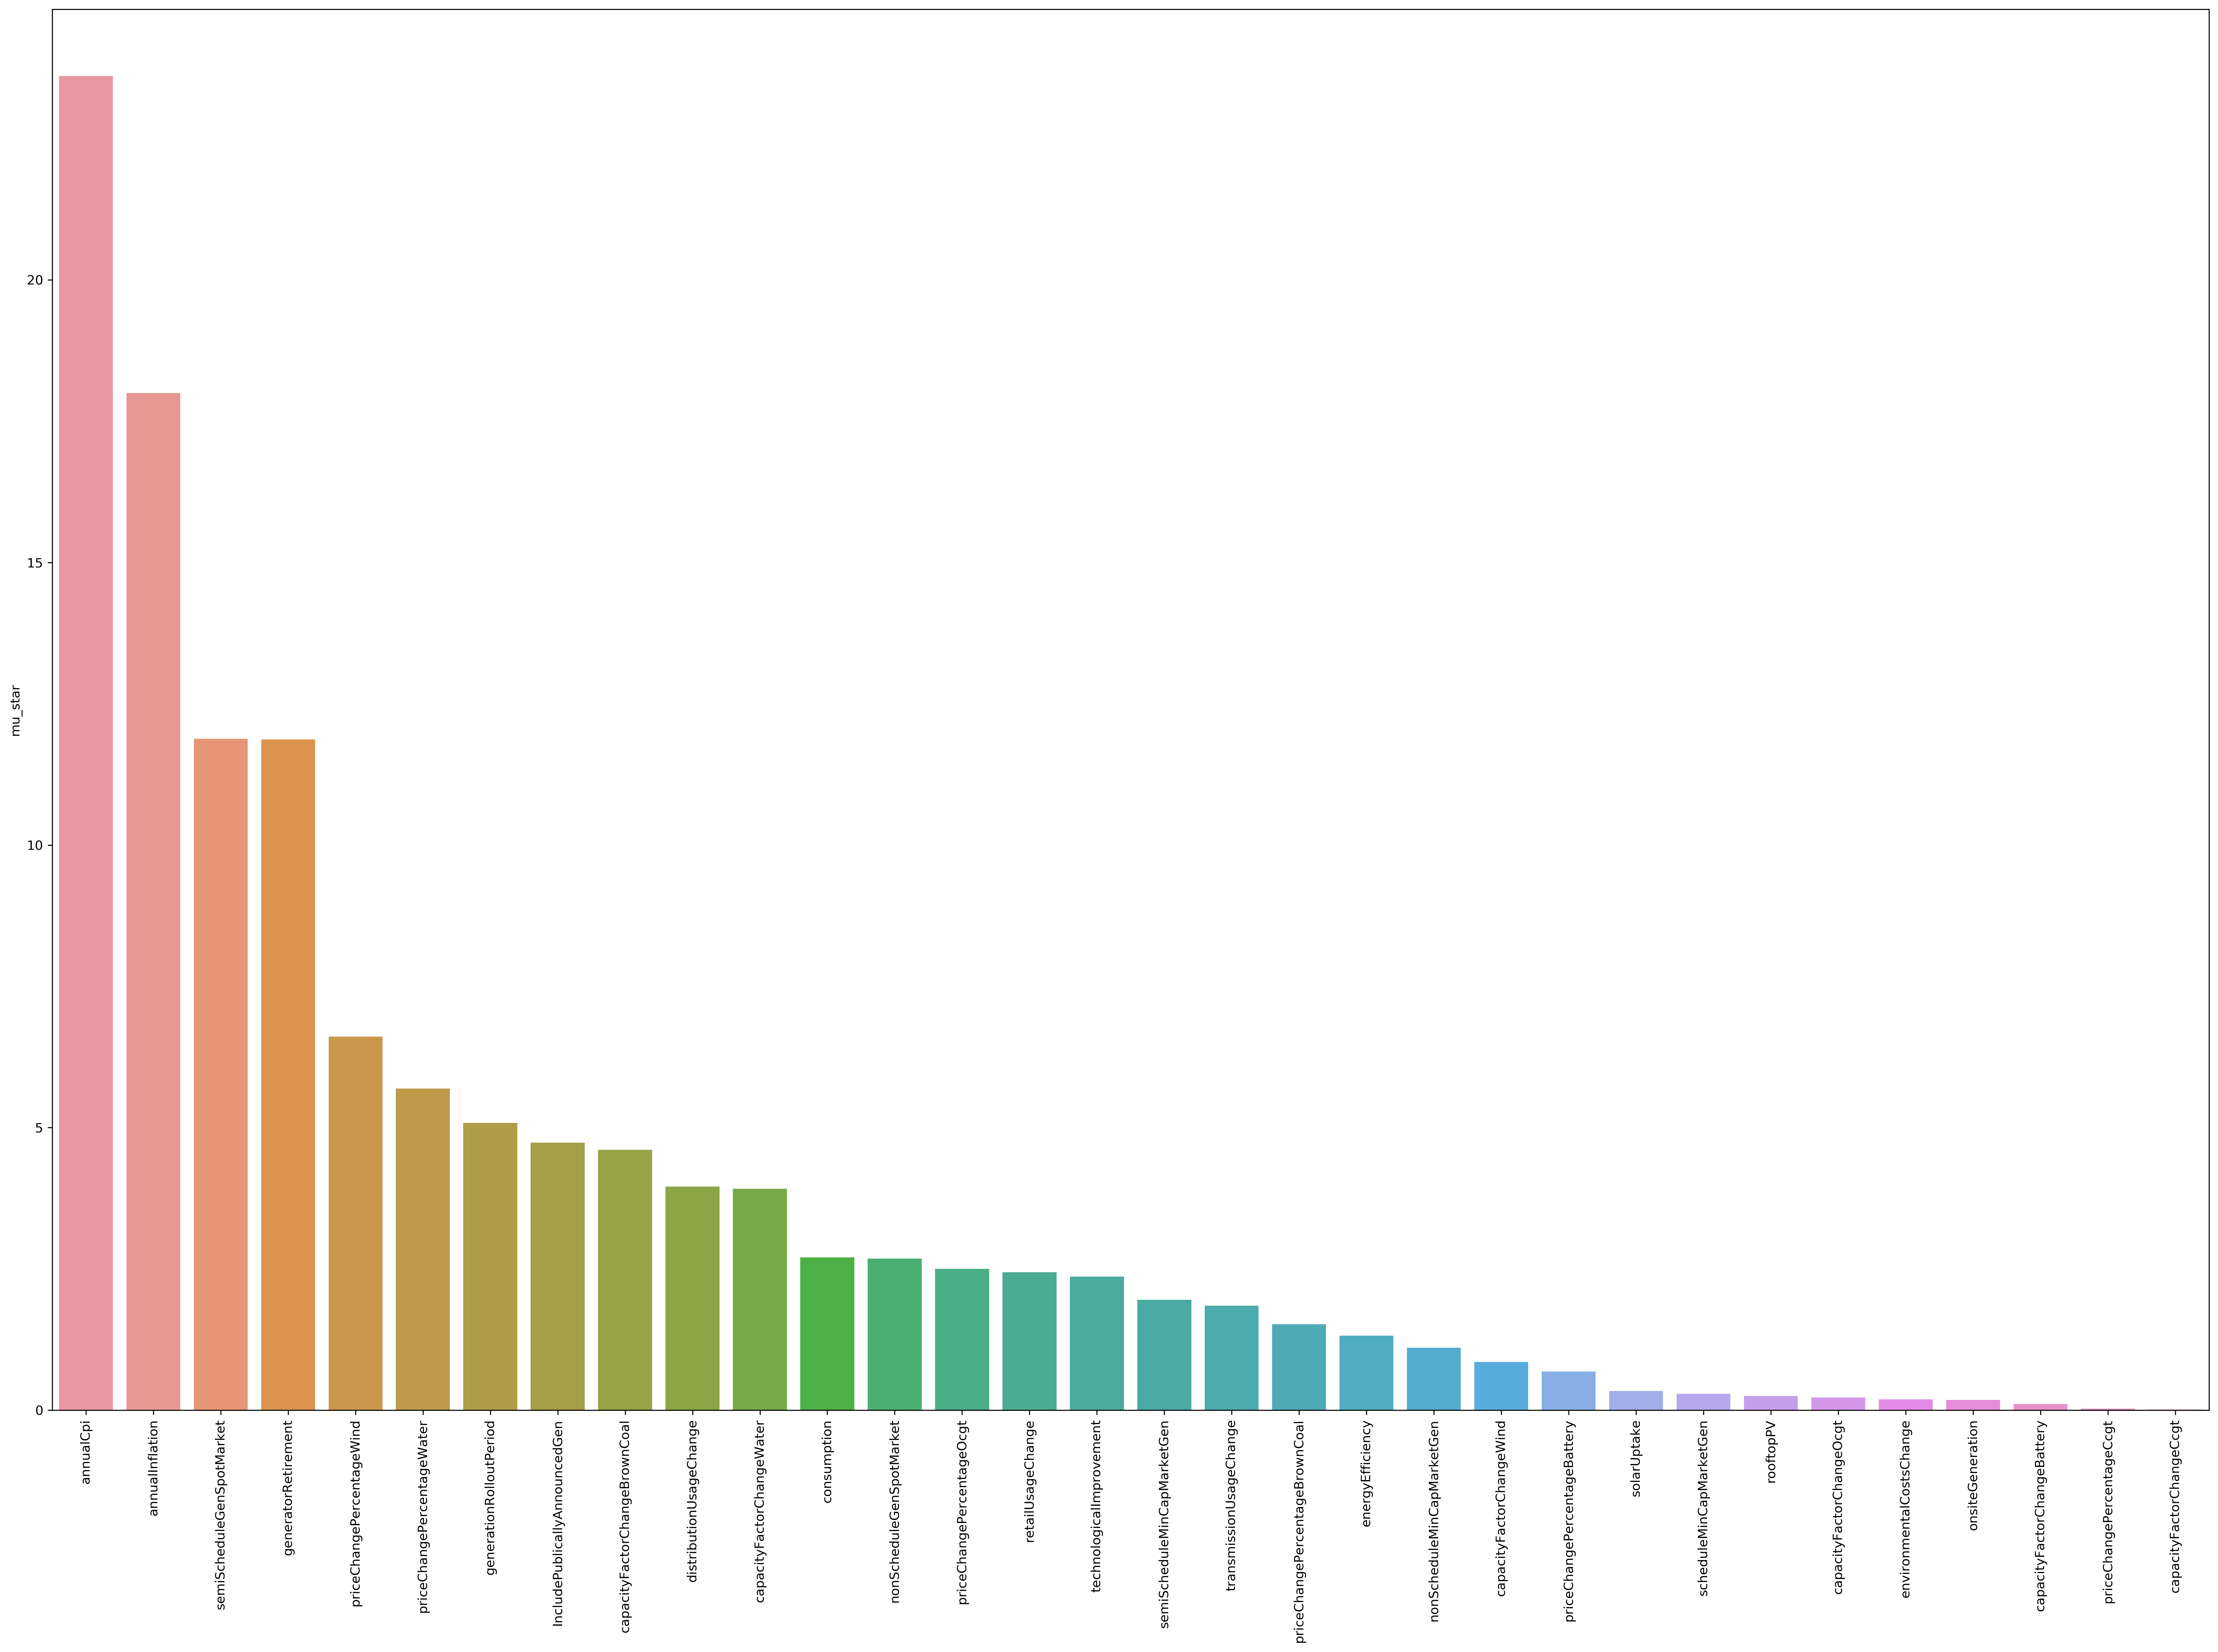 mu_star
20
15
10
5
0
annualCpi
annualInflation
semiScheduleGenSpotMarket
generatorRetirement
priceChangePercentageWind
priceChangePercentageWater
generationRolloutPeriod
IncludePublicallyAnnouncedGen
capacityFactorChangeBrownCoal
distributionUsageChange
capacityFactorChangeWater
consumption
nonScheduleGenSpotMarket
priceChangePercentageOcgt
retailUsageChange
technologicalImprovement
semiScheduleMinCapMarketGen
transmissionUsageChange
priceChangePercentageBrownCoal
energyEfficiency
nonScheduleMinCapMarketGen
capacityFactorChangeWind
priceChangePercentageBattery
solarUptake
scheduleMinCapMarketGen
rooftopPV
capacityFactorChangeOcgt
environmentalCostsChange
onsiteGeneration
capacityFactorChangeBattery
priceChangePercentageCcgt
capacityFactorChangeCcgt